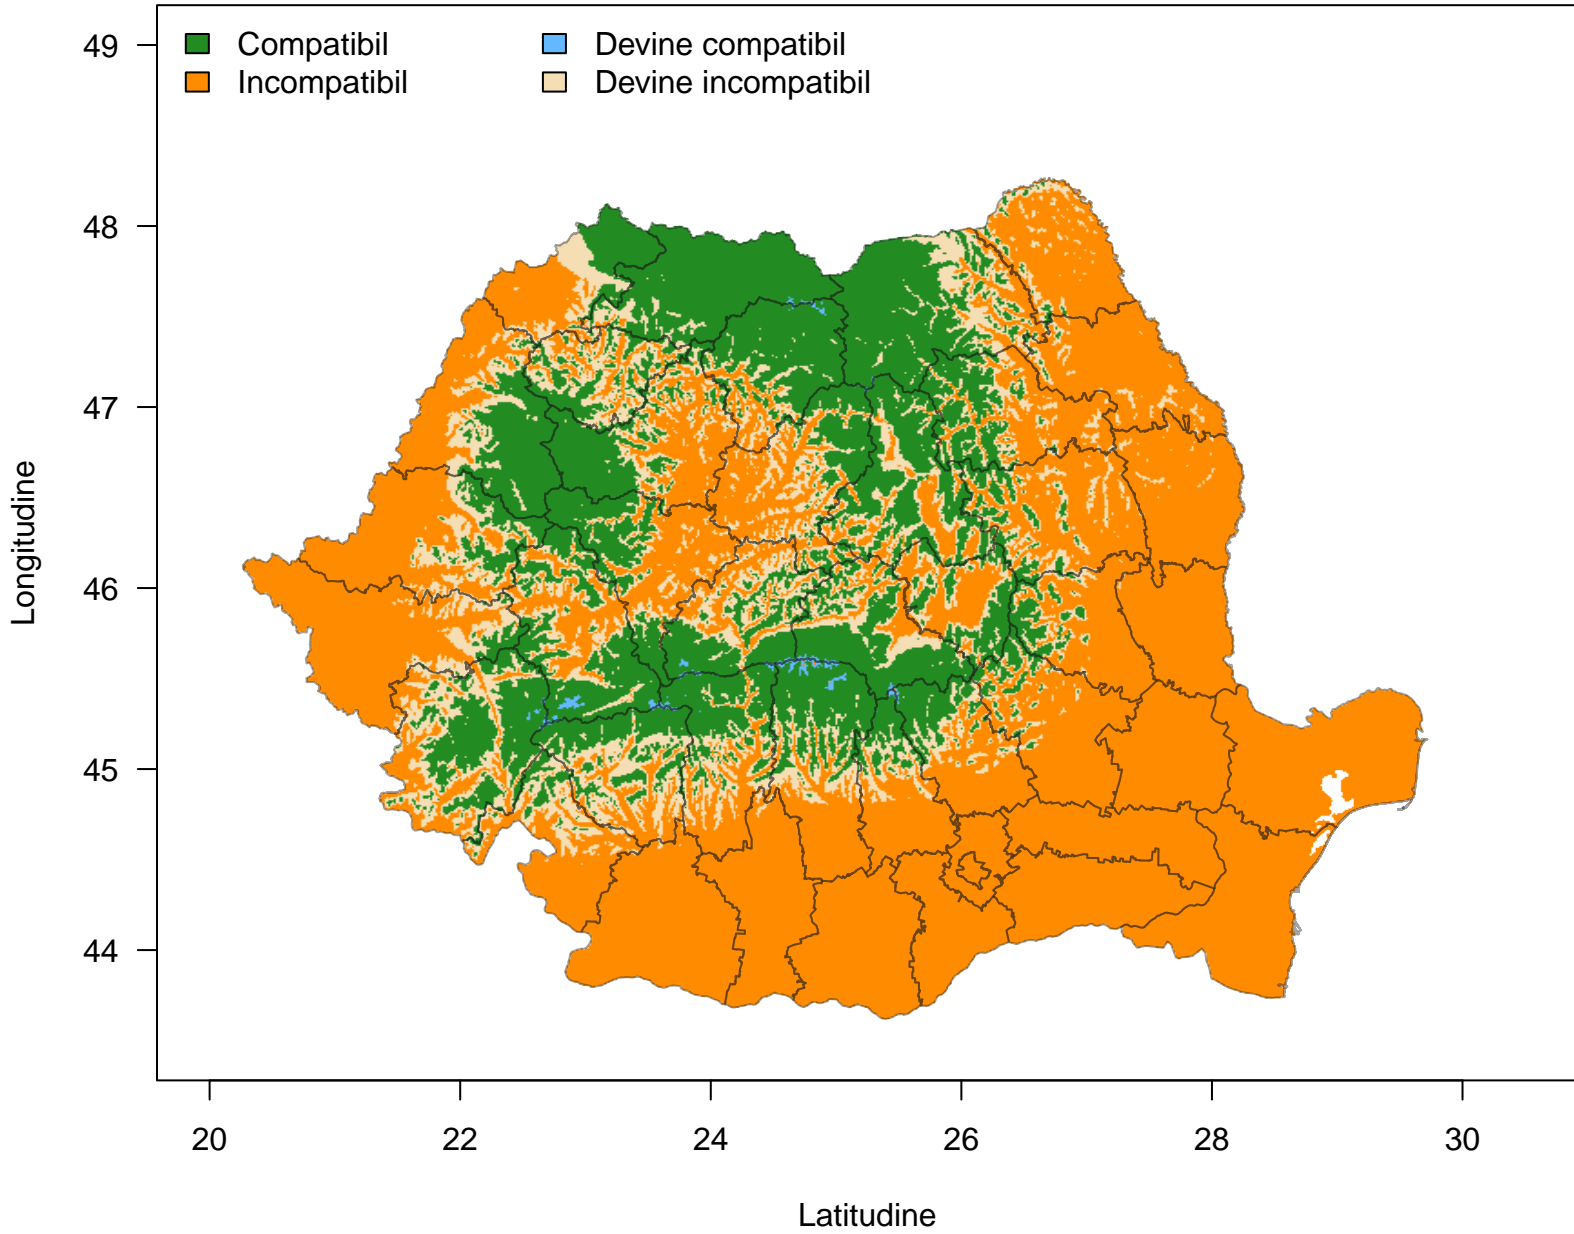 Compatibil
Incompatibil
Devine compatibil
Devine incompatibil
49
48
47
46
45
44
Longitudine
20 22 24 26 28 30
Latitudine